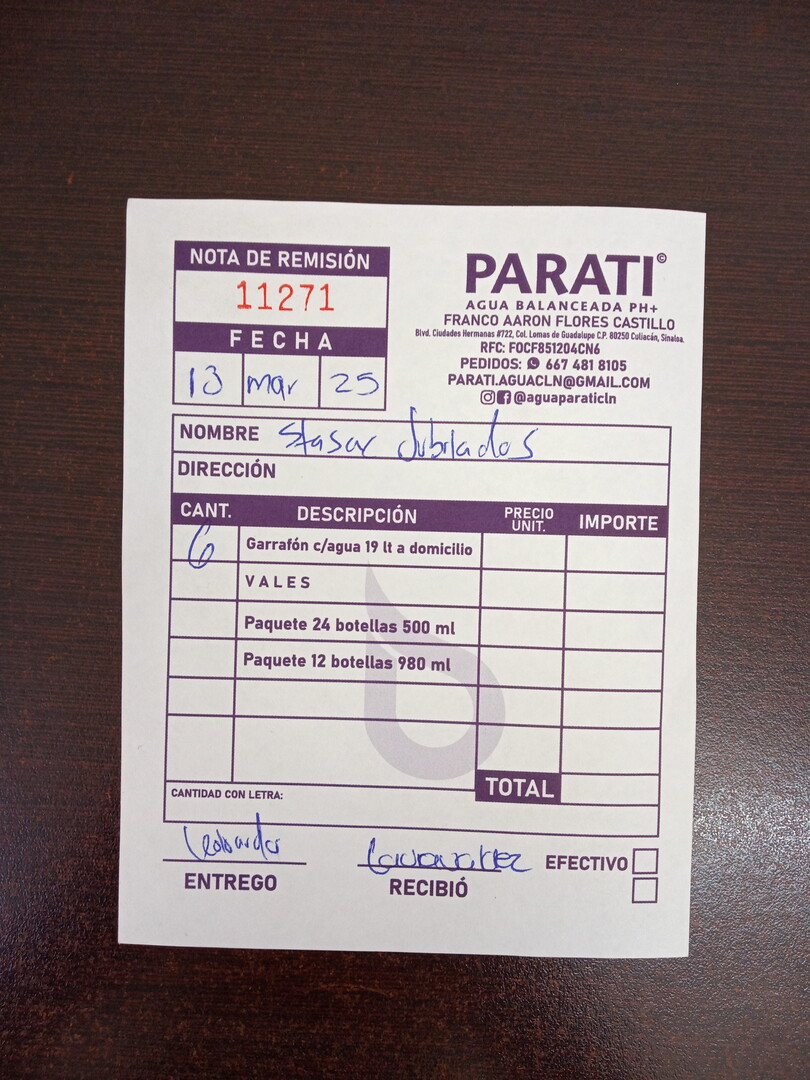 NOTA DE REMISIÓN
11271
FECHA
13 mar 25
PARATI©
AGUA BALANCEADA PH+
FRANCO AARON FLORES CASTILLO
Blvd. Ciudades Hermanas #722, Col. Lomas de Guadalupe C.P. 80250 Culiacán, Sinaloa.
RFC: FOCF851204CN6
PEDIDOS: 667 481 8105
PARATI.AGUACLN@GMAIL.COM
@aguaparaticln
NOMBRE Stasac Jubilados
DIRECCIÓN
CANT. DESCRIPCIÓN PRECIO UNIT. IMPORTE
6 Garrafón c/agua 19 lt a domicilio
VALES
Paquete 24 botellas 500 ml
Paquete 12 botellas 980 ml
TOTAL
CANTIDAD CON LETRA:
Leobardo
ENTREGO
RECIBIÓ
EFECTIVO